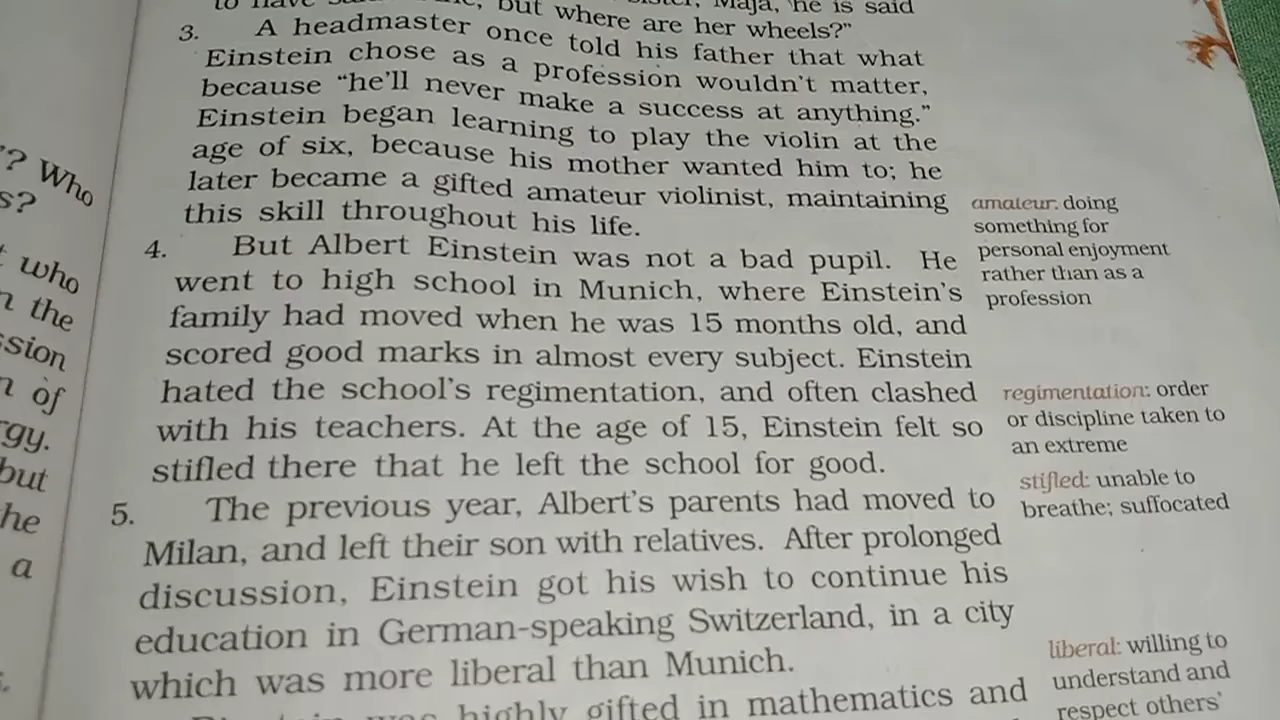 but where are her wheels?"
Maja, he is said
3. A headmaster once told his father that what
Einstein chose as a profession wouldn't matter,
because "he'll never make a success at anything."
Einstein began learning to play the violin at the
age of six, because his mother wanted him to; he
later became a gifted amateur violinist, maintaining
this skill throughout his life.
amateur: doing
something for
personal enjoyment
rather than as a
profession
4. But Albert Einstein was not a bad pupil. He
went to high school in Munich, where Einstein's
family had moved when he was 15 months old, and
scored good marks in almost every subject. Einstein
hated the school's regimentation, and often clashed
with his teachers. At the age of 15, Einstein felt so
stifled there that he left the school for good.
regimentation: order
or discipline taken to
an extreme
stifled: unable to
breathe; suffocated
5. The previous year, Albert's parents had moved to
Milan, and left their son with relatives. After prolonged
discussion, Einstein got his wish to continue his
education in German-speaking Switzerland, in a city
which was more liberal than Munich.
highly gifted in mathematics and
liberal: willing to
understand and
respect others'
? Who
s?
who
the
of
but
he
a